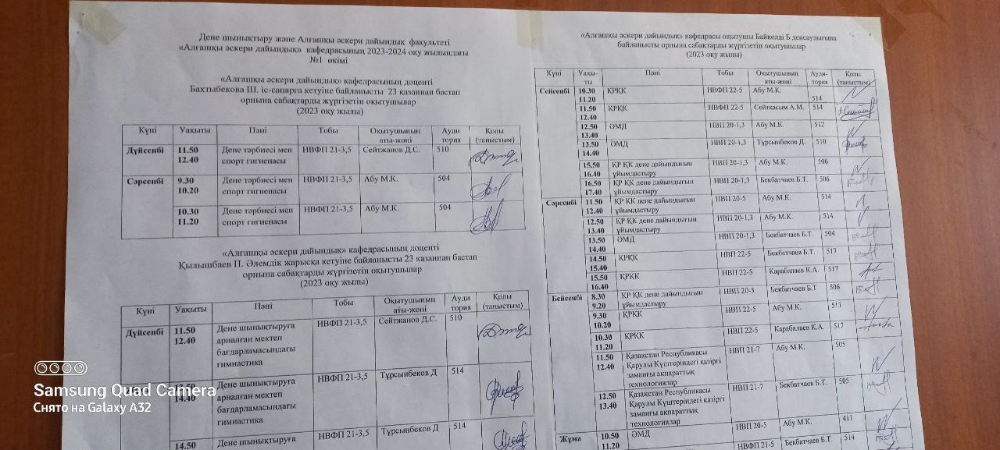 Дене шынықтыру және Алғашқы әскери дайындық факультеті
«Алғашқы әскери дайындық» кафедрасының 2023-2024 оқу жылындағы
№1 өкімі
«Алғашқы әскери дайындық» кафедрасының доценті
Бахтыбекова Ш. іс-сапарға кетуіне байланысты 23 қазаннан бастап
орнына сабақтарды жүргізетін оқытушылар
(2023 оқу жылы)
Күні Уақыты Пәні Тобы Оқытушының Ауди Қолы
аты-жөні тория (таныстым)
Дүйсенбі 11.50 Дене тәрбиесі мен НВФП 21-3,5 Сейтжанов Д.С. 510
12.40 спорт гигиенасы
Сәрсенбі 9.30 Дене тәрбиесі мен НВФП 21-3,5 Абу М.К. 504
10.20 спорт гигиенасы
10.30 Дене тәрбиесі мен НВФП 21-3,5 Абу М.К. 504
11.20 спорт гигиенасы
«Алғашқы әскери дайындық» кафедрасының доценті
Қылышбаев П. Әлемдік жарысқа кетуіне байланысты 23 қазаннан бастап
орнына сабақтарды жүргізетін оқытушылар
(2023 оқу жылы)
Күні Уақыты Пәні Тобы Оқытушының Ауди Қолы
аты-жөні тория (таныстым)
Дүйсенбі 11.50 Дене шынықтыруға НВФП 21-3,5 Сейтжанов Д.С. 510
12.40 арналған мектеп
бағдарламасындағы
гимнастика
Дене шынықтыруға НВФП 21-3,5 Тұрсынбеков Д 514
14.40 арналған мектеп
бағдарламасындағы
гимнастика
14.50 Дене шынықтыруға НВФП 21-3,5 Тұрсынбеков Д 514
«Алғашқы әскери дайындық» кафедрасы оқытушы Байкелді Б денсаулығына
байланысты орнына сабақтарды жүргізетін оқытушылар
(2023 оқу жылы)
Күні Уақы- Пәні Тобы Оқытушының Ауди- Қолы
ты аты-жөні тория (таныстым)
Сейсенбі 10.30 ҚРҚК НВФП 22-5 Абу М.К.
11.20 514
11.50 ҚРҚК НВФП 22-5 Сейтқасым А.М. 514
12.40
12.50 ӘМД НВП 20-1,3 Абу М.К. 512
13.40
13.50 ӘМД НВП 20-1,3 Тұрсынбеков Д. 510
14.40
15.50 ҚР ҚК дене дайындығын НВП 20-1,3 Абу М.К. 506
16.40 ұйымдастыру
16.50 ҚР ҚК дене дайындығын НВП 20-1,3 Бекбатчаев Б.Т. 506
17.40 ұйымдастыру
Сәрсенбі 11.50 ҚР ҚК дене дайындығын НВП 20-5 Абу М.К. 514
12.40 ұйымдастыру
12.50 ҚР ҚК дене дайындығын НВП 20-1,3 Абу М.К. 514
13.40 ұйымдастыру
13.50 ӘМД НВП 20-1,3 Бекбатчаев Б.Т. 504
14.40
14.50 ҚРҚК НВП 22-5 Бекбатчаев Б.Т. 517
15.40
15.50 ҚРҚК НВП 22-5 Карабалаев К.А. 517
16.40
Бейсенбі 8.30 ҚР ҚК дене дайындығын НВП 20-3 Бекбатчаев Б.Т 506
9.20 ұйымдастыру
9.30 ҚРҚК НВП 22-5 Абу М.К. 517
10.20
10.30 ҚРҚК НВП 22-5 Карабалаев Қ.А. 517
11.20
11.50 Қазақстан Республикасы НВП 21-7 Абу М.К. 505
12.40 Қарулы Күштеріндегі қазіргі
заманғы ақпараттық
технологиялар
12.50 Қазақстан Республикасы НВП 21-7 Бекбатчаев Б.Т. 505
13.40 Қарулы Күштеріндегі қазіргі
заманғы ақпараттық
технологиялар
Жұма 10.50 ӘМД НВП 20-5 Абу М.К. 411
11.20 НВФП 21-5 Бекбатчаев Б.Т. 514
Samsung Quad Camera
Снято на Galaxy A32